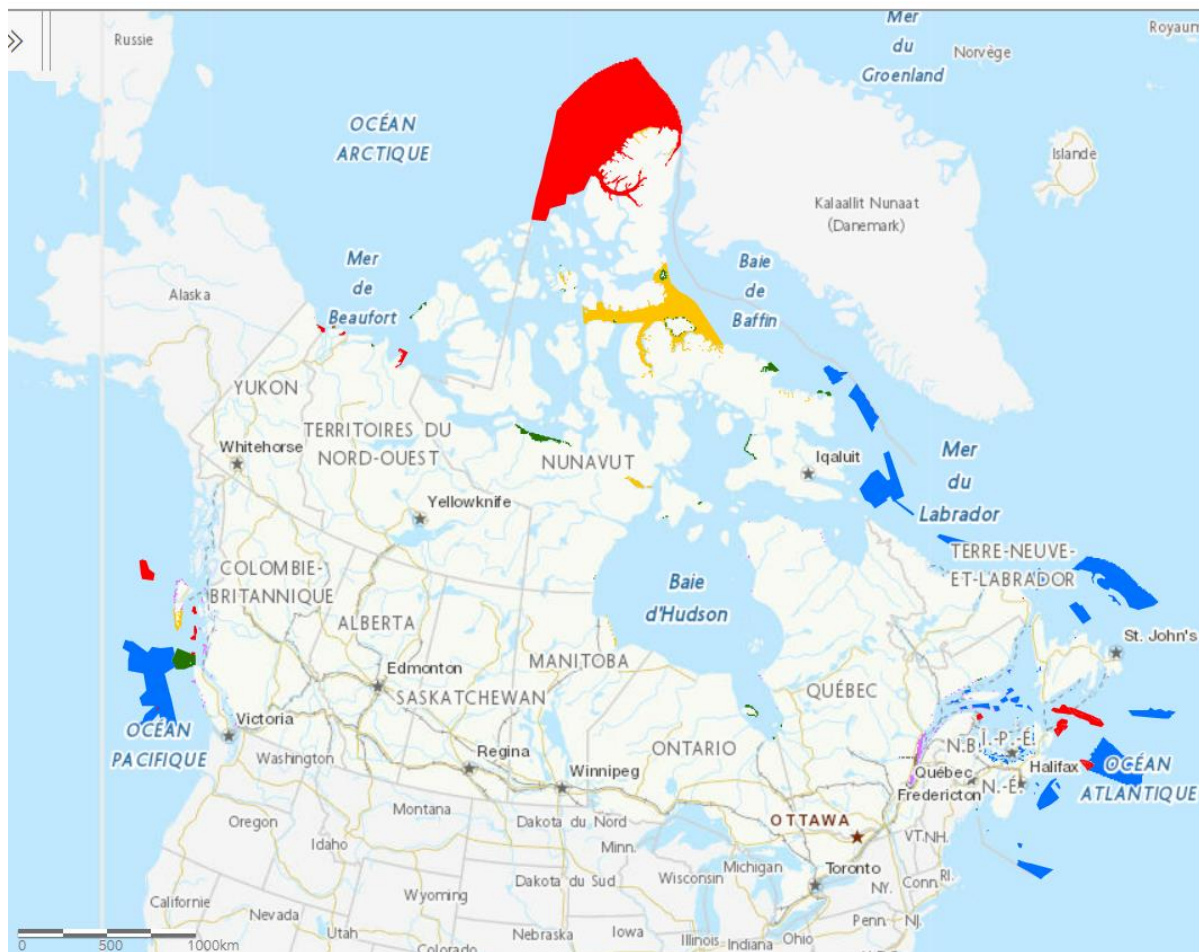 Russie
Mer
du
Groenland
Norvège
Royaum
OCÉAN
ARCTIQUE
Islande
Kalaallit Nunaat
(Danemark)
Mer
de
Beaufort
Baie
de
Baffin
Alaska
YUKON
TERRITOIRES DU
NORD-OUEST
Whitehorse
NUNAVUT
Iqaluit
Mer
du
Labrador
Yellowknife
TERRE-NEUVE-
ET-LABRADOR
COLOMBIE-
BRITANNIQUE
Baie
d'Hudson
ALBERTA
St. John's
Edmonton
MANITOBA
SASKATCHEWAN
QUÉBEC
OCÉAN
PACIFIQUE
Victoria
ONTARIO
Î.-P.-É.
N.B.
Regina
Winnipeg
Québec
Halifax
OCÉAN
ATLANTIQUE
Washington
N.-É.
Fredericton
Montana
Dakota du Nord
OTTAWA
Oregon
Idaho
Minn.
VT.
NH.
Toronto
Michigan
Dakota du Sud
Wisconsin
NY.
Conn.
RI.
Wyoming
Californie
Nevada
Utah
Colorado
Nebraska
Iowa
Illinois
Indiana
Ohio
Penn.
NJ.
0
500
1000km